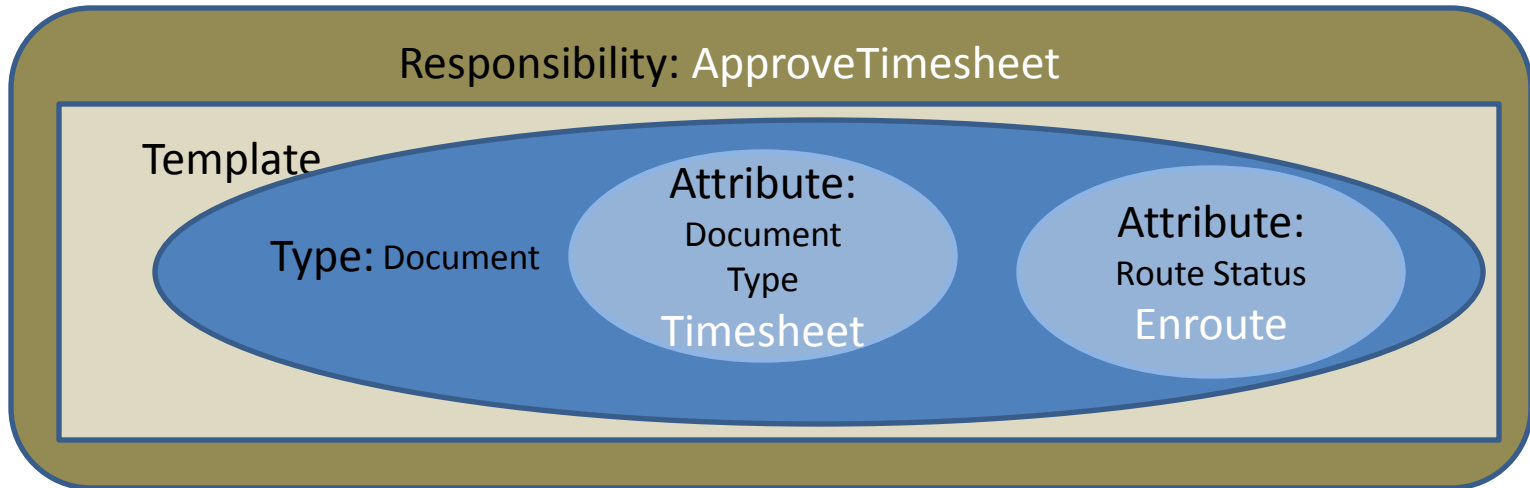 Responsibility: ApproveTimesheet
Template
Type: Document
Attribute:
Document
Type
Timesheet
Attribute:
Route Status
Enroute